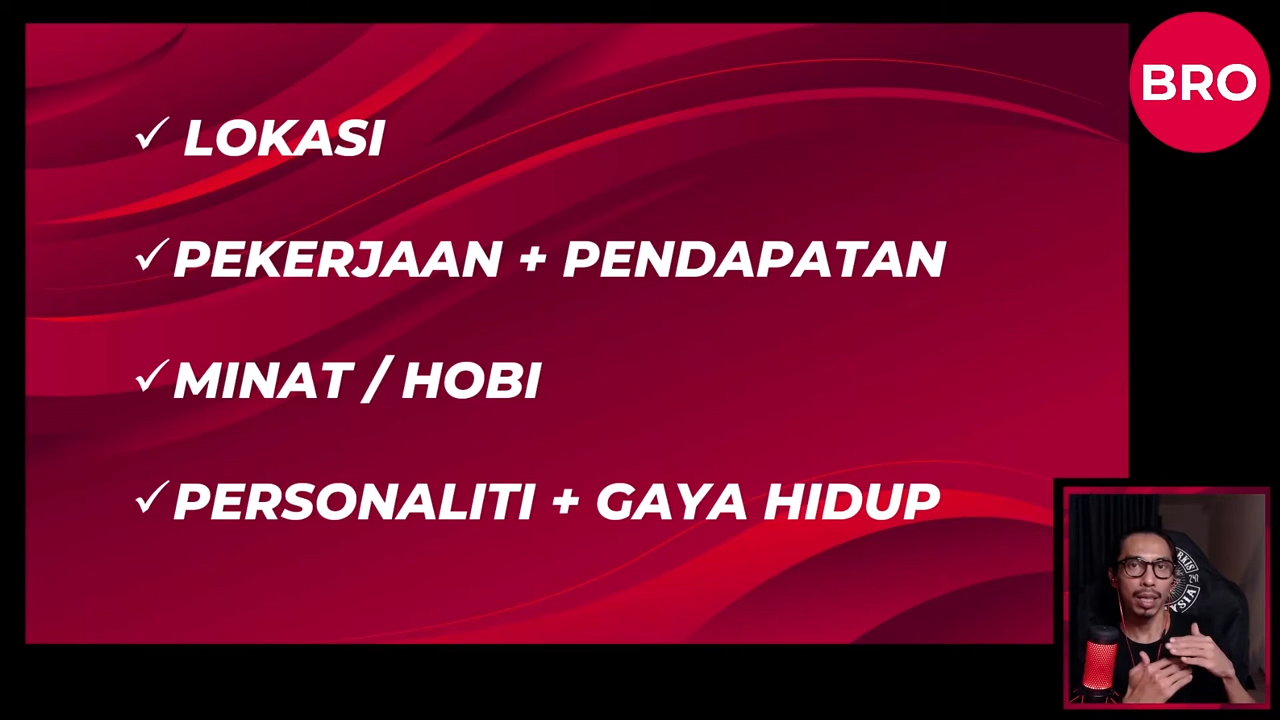 BRO
✓ LOKASI
✓ PEKERJAAN + PENDAPATAN
✓ MINAT / HOBI
✓ PERSONALITI + GAYA HIDUP